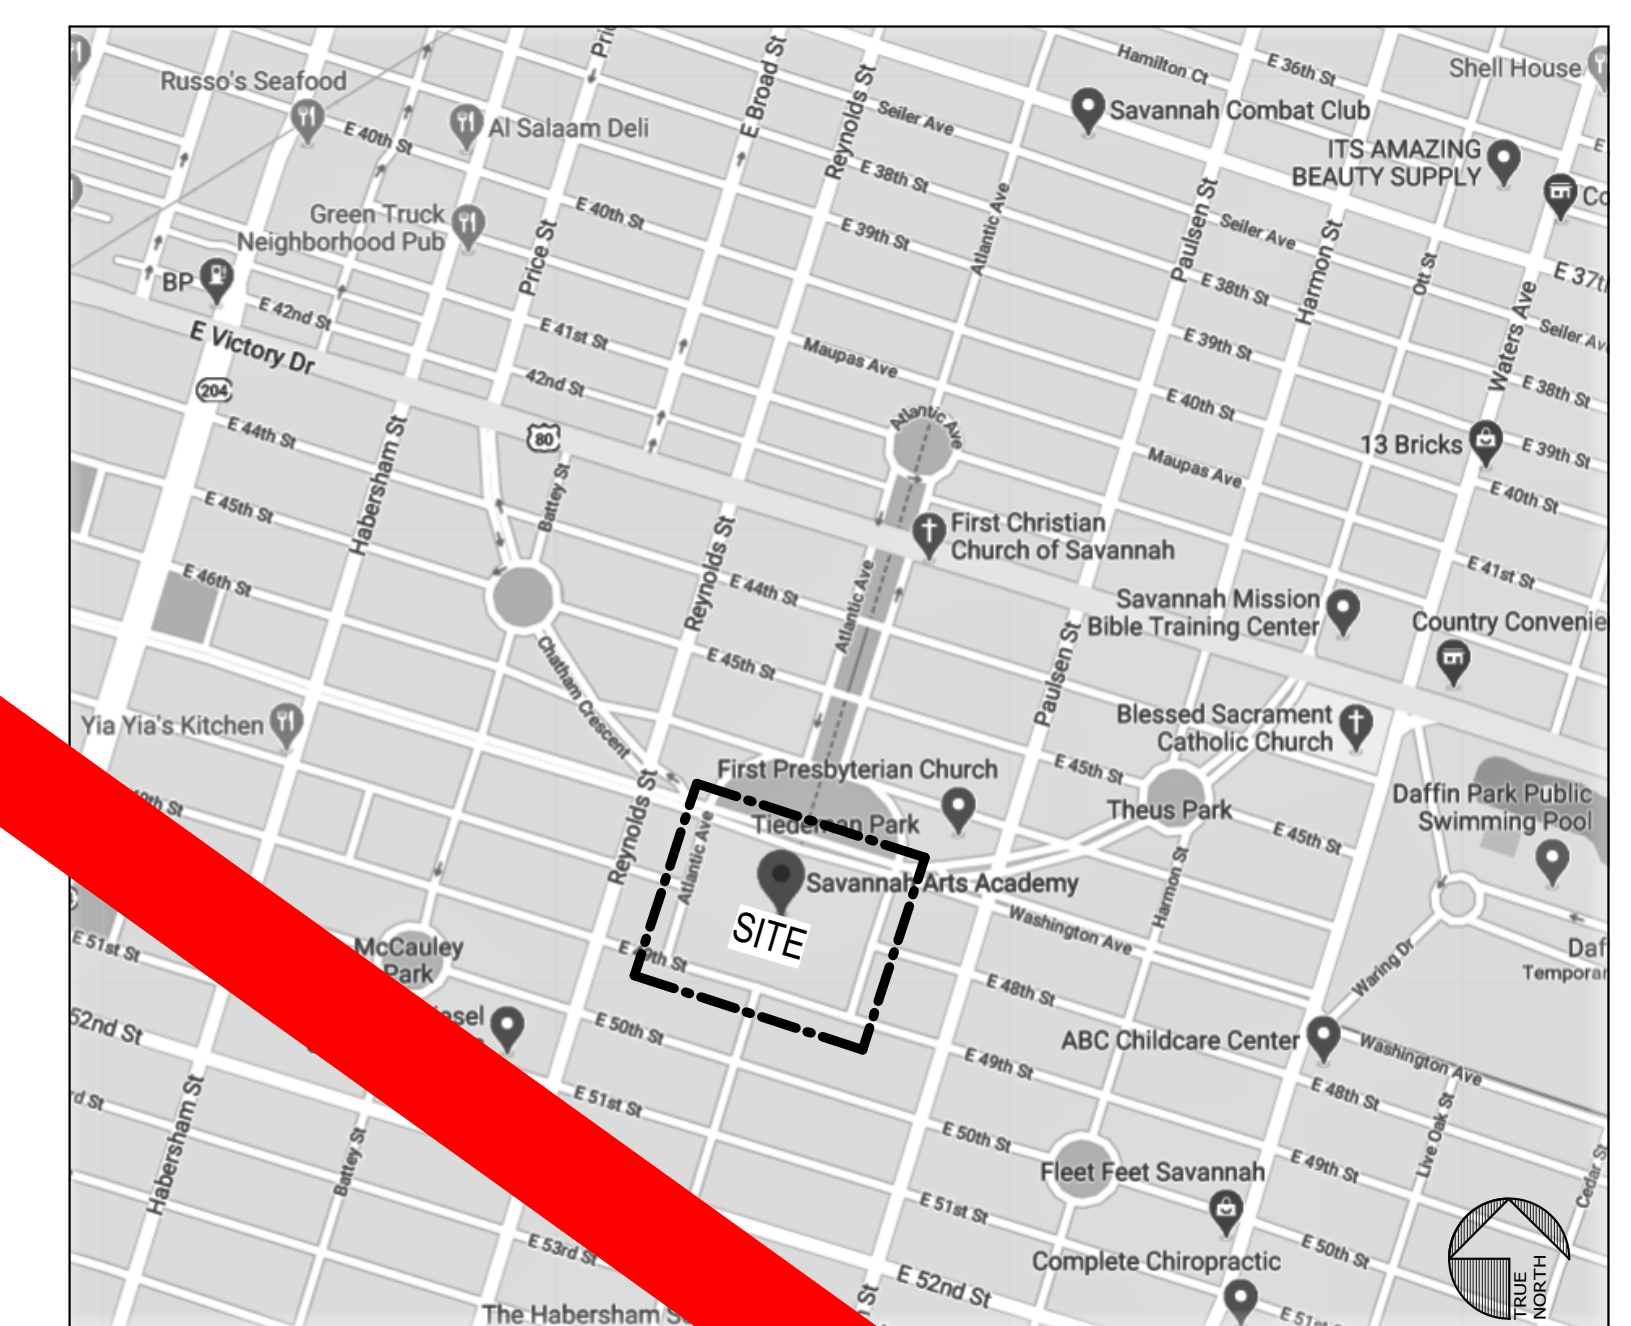 Hamilton Ct
E 36th St
Shell House
Russo's Seafood
E Broad St
Reynolds St
Seiler Ave
Savannah Combat Club
E 40th St
Al Salaam Deli
ITS AMAZING
BEAUTY SUPPLY
E 38th St
Green Truck
Neighborhood Pub
E 40th St
E 39th St
Atlantic Ave
Paulsen St
Seiler Ave
Harmon St
Ott St
E 37th
Price St
BP
E 42nd St
E 38th St
Waters Ave
Seiler Av
E Victory Dr
E 41st St
Maupas Ave
E 39th St
204
42nd St
E 38th St
E 40th St
E 44th St
80
Atlantic Ave
13 Bricks
E 39th St
Habersham St
Battey St
Maupas Ave
E 45th St
E 40th St
First Christian
Church of Savannah
Reynolds St
E 46th St
E 44th St
Atlantic Ave
E 41st St
Savannah Mission
Bible Training Center
Country Convenie
Paulsen St
E 45th St
Chatham Crescent
Yia Yia's Kitchen
Blessed Sacrament
Catholic Church
First Presbyterian Church
E 45th St
Theus Park
Daffin Park Public
Swimming Pool
Reynolds St
Tiedeman Park
E 45th St
Atlantic Ave
Savannah Arts Academy
SITE
Harmon St
Washington Ave
E 51st St
McCauley
Park
E 49th St
Waring Dr
Daf
Temporar
E 48th St
52nd St
esel
E 50th St
ABC Childcare Center
Washington Ave
E 49th St
E 48th St
rd St
E 51st St
Live Oak St
Habersham St
Battey St
E 50th St
E 49th St
Cedar St
Fleet Feet Savannah
E 51st St
E 53rd St
E 50th St
Complete Chiropractic
E 52nd St
TRUE
NORTH
The Habersham S
E 51st